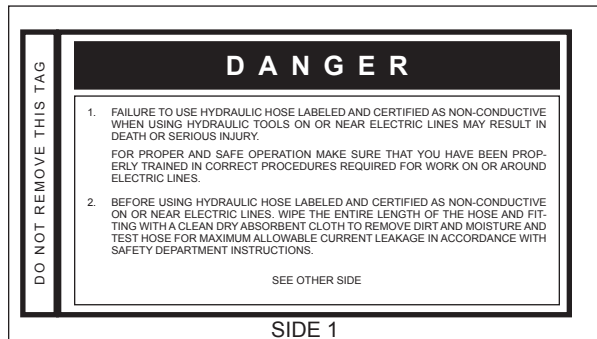 DO NOT REMOVE THIS TAG
DANGER
1. FAILURE TO USE HYDRAULIC HOSE LABELED AND CERTIFIED AS NON-CONDUCTIVE
WHEN USING HYDRAULIC TOOLS ON OR NEAR ELECTRIC LINES MAY RESULT IN
DEATH OR SERIOUS INJURY.
FOR PROPER AND SAFE OPERATION MAKE SURE THAT YOU HAVE BEEN PROP-
ERLY TRAINED IN CORRECT PROCEDURES REQUIRED FOR WORK ON OR AROUND
ELECTRIC LINES.
2. BEFORE USING HYDRAULIC HOSE LABELED AND CERTIFIED AS NON-CONDUCTIVE
ON OR NEAR ELECTRIC LINES. WIPE THE ENTIRE LENGTH OF THE HOSE AND FIT-
TING WITH A CLEAN DRY ABSORBENT CLOTH TO REMOVE DIRT AND MOISTURE AND
TEST HOSE FOR MAXIMUM ALLOWABLE CURRENT LEAKAGE IN ACCORDANCE WITH
SAFETY DEPARTMENT INSTRUCTIONS.
SEE OTHER SIDE
SIDE 1